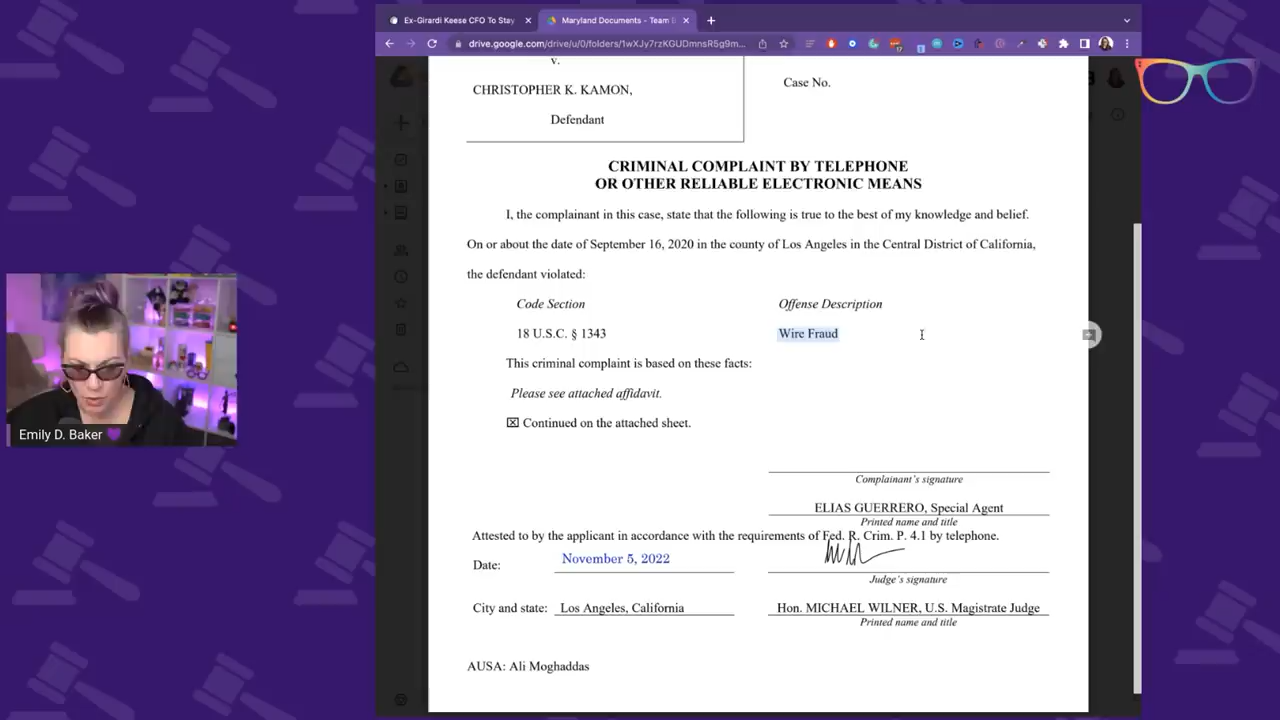 Ex-Girardi Keese CFO To Stay
Maryland Documents - Team D
drive.google.com/drive/u/0/folders/1wXJy7rzKGUDmnsR5g9m...
v.
CHRISTOPHER K. KAMON,
Case No.
Defendant
CRIMINAL COMPLAINT BY TELEPHONE
OR OTHER RELIABLE ELECTRONIC MEANS
I, the complainant in this case, state that the following is true to the best of my knowledge and belief.
On or about the date of September 16, 2020 in the county of Los Angeles in the Central District of California,
the defendant violated:
Code Section Offense Description
18 U.S.C. § 1343 Wire Fraud
This criminal complaint is based on these facts:
Please see attached affidavit.
☒ Continued on the attached sheet.
Complainant's signature
ELIAS GUERRERO, Special Agent
Printed name and title
Attested to by the applicant in accordance with the requirements of Fed. R. Crim. P. 4.1 by telephone.
Date: November 5, 2022
Judge's signature
City and state: Los Angeles, California Hon. MICHAEL WILNER, U.S. Magistrate Judge
Printed name and title
AUSA: Ali Moghaddas
Emily D. Baker 💜